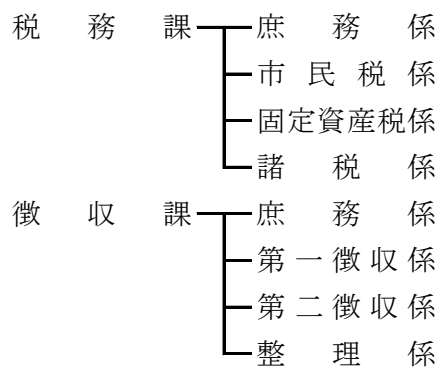 税務課 庶務係
市民税係
固定資産税係
諸税係
徴収課 庶務係
第一徴収係
第二徴収係
整理係